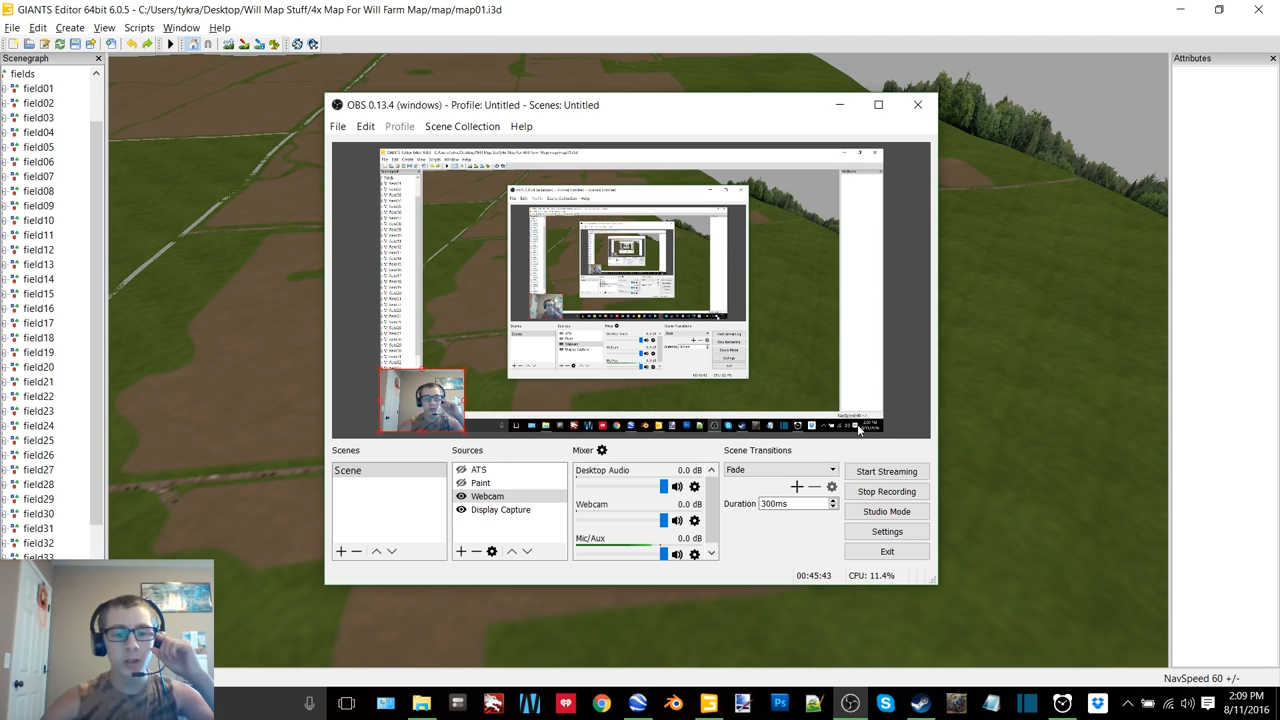 GIANTS Editor 64bit 6.0.5 - C:/Users/tykra/Desktop/Will Map Stuff/4x Map For Will Farm Map/map/map01.i3d
File Edit Create View Scripts Window Help
Scenegraph
Attributes
fields
field01
field02
field03
field04
field05
field06
field07
field08
field09
field10
field11
field12
field13
field14
field15
field16
field17
field18
field19
field20
field21
field22
field23
field24
field25
field26
field27
field28
field29
field30
field31
field32
field33
OBS 0.13.4 (windows) - Profile: Untitled - Scenes: Untitled
File Edit Profile Scene Collection Help
Scenes
Scene
Sources
ATS
Paint
Webcam
Display Capture
Mixer
Desktop Audio 0.0 dB
Webcam 0.0 dB
Mic/Aux 0.0 dB
Scene Transitions
Fade
Duration 300ms
Start Streaming
Stop Recording
Studio Mode
Settings
Exit
00:45:43 CPU: 11.4%
NavSpeed 60 +/-
2:09 PM
8/11/2016